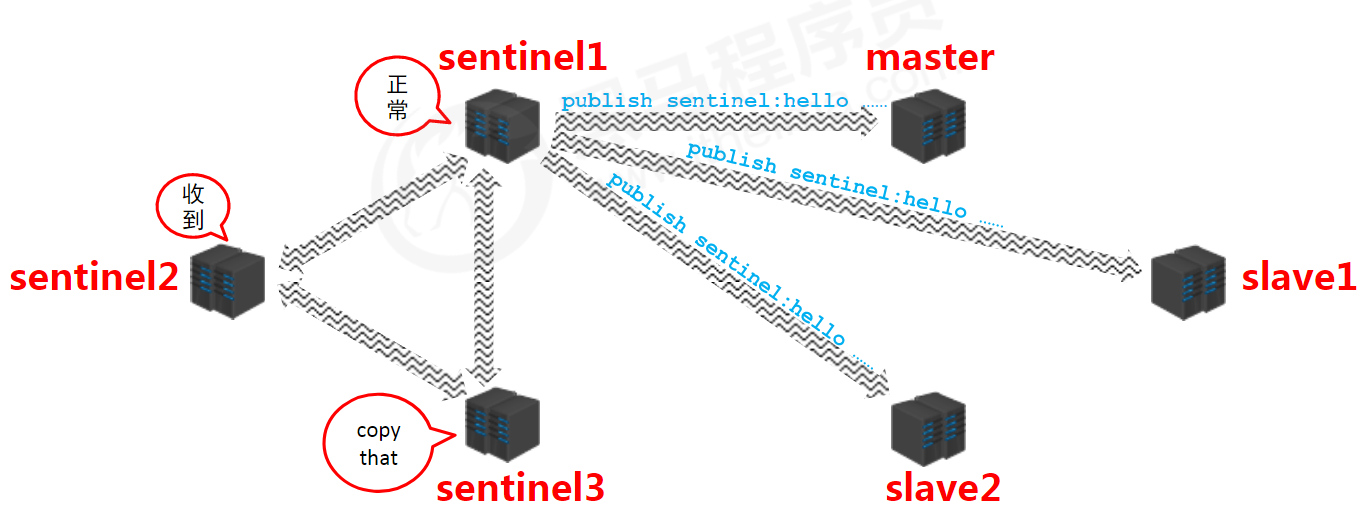 sentinel1
master
正
常
publish sentinel:hello ……
publish sentinel:hello ……
publish sentinel:hello ……
收
到
sentinel2
slave1
copy
that
sentinel3
slave2